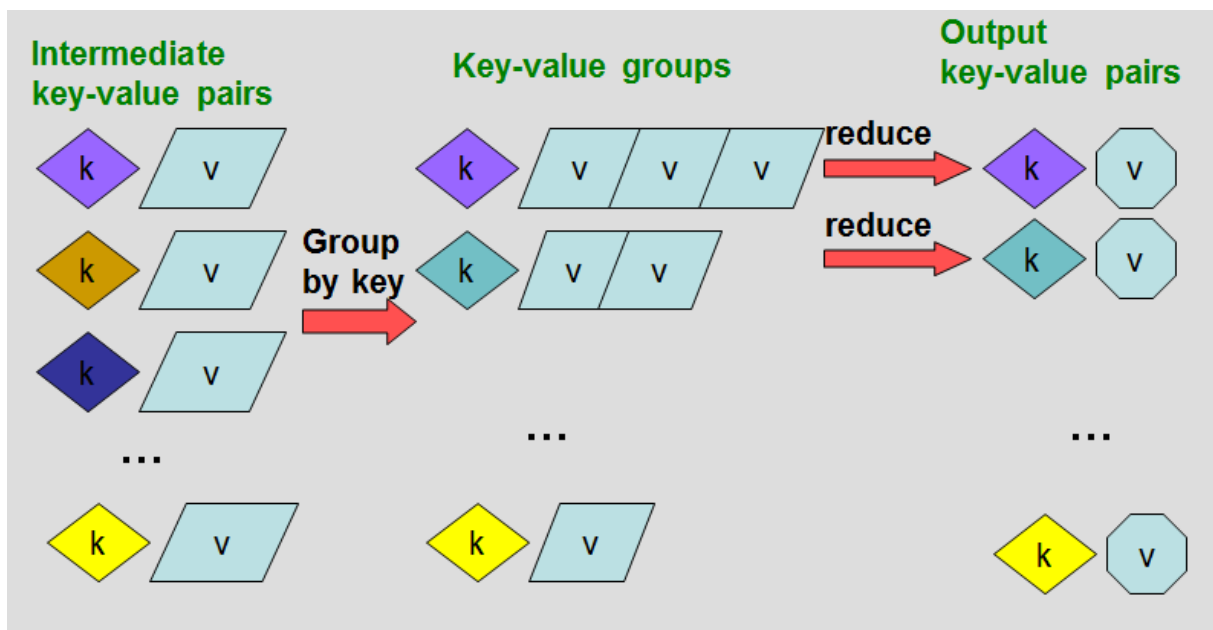 Intermediate
key-value pairs
Key-value groups
Output
key-value pairs
k v
k v v v
reduce
k v
k v
Group
by key
k v v
reduce
k v
k v
...
...
...
k v
k v
k v